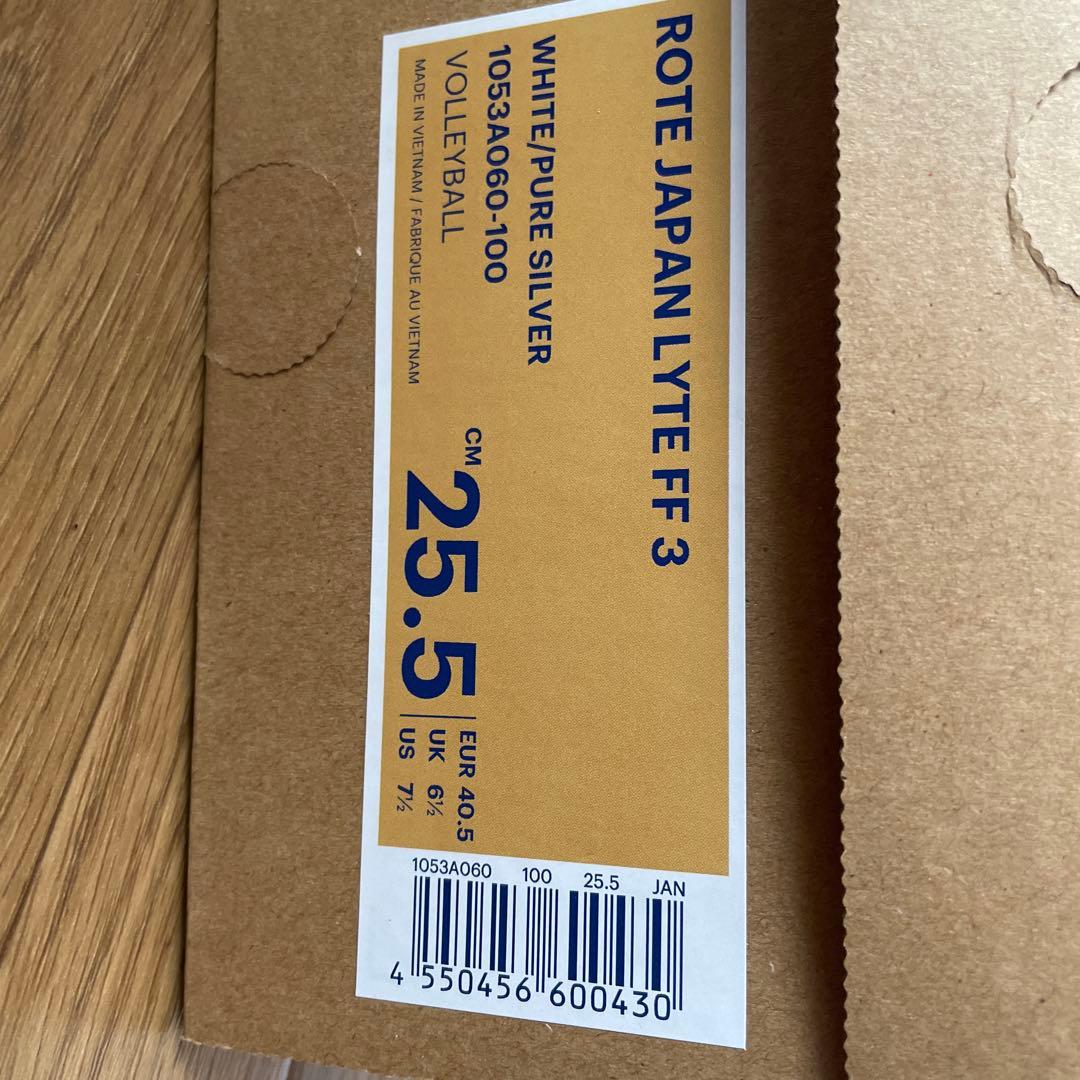 ROTE JAPAN LYTE FF 3
WHITE/PURE SILVER
1053A060-100
VOLLEYBALL
MADE IN VIETNAM / FABRIQUE AU VIETNAM
CM 25.5
EUR 40.5
UK 6½
US 7½
1053A060 100 25.5 JAN
4 550456 600430